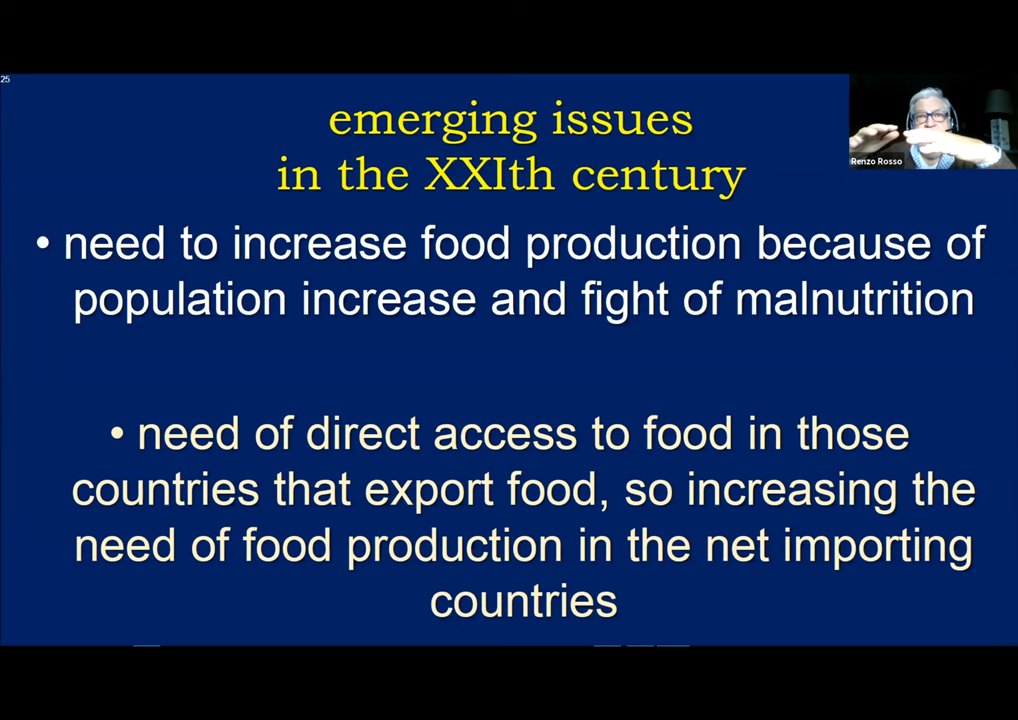 25
emerging issues
in the XXIth century
Renzo Rosso
• need to increase food production because of
population increase and fight of malnutrition
• need of direct access to food in those
countries that export food, so increasing the
need of food production in the net importing
countries